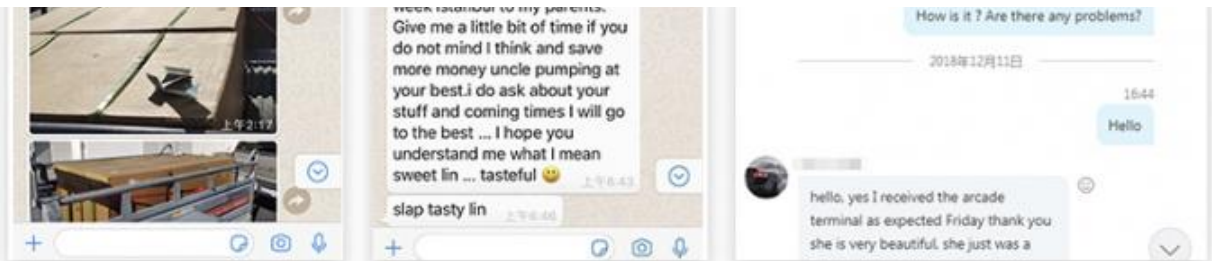 上午2:17
week Istanbul to my parents.
Give me a little bit of time if you
do not mind I think and save
more money uncle pumping at
your best.i do ask about your
stuff and coming times I will go
to the best ... I hope you
understand me what I mean
sweet lin ... tasteful 😀
上午6:43
slap tasty lin
上午6:46
How is it ? Are there any problems?
2018年12月11日
16:44
Hello
hello, yes I received the arcade
terminal as expected Friday thank you
she is very beautiful. she just was a